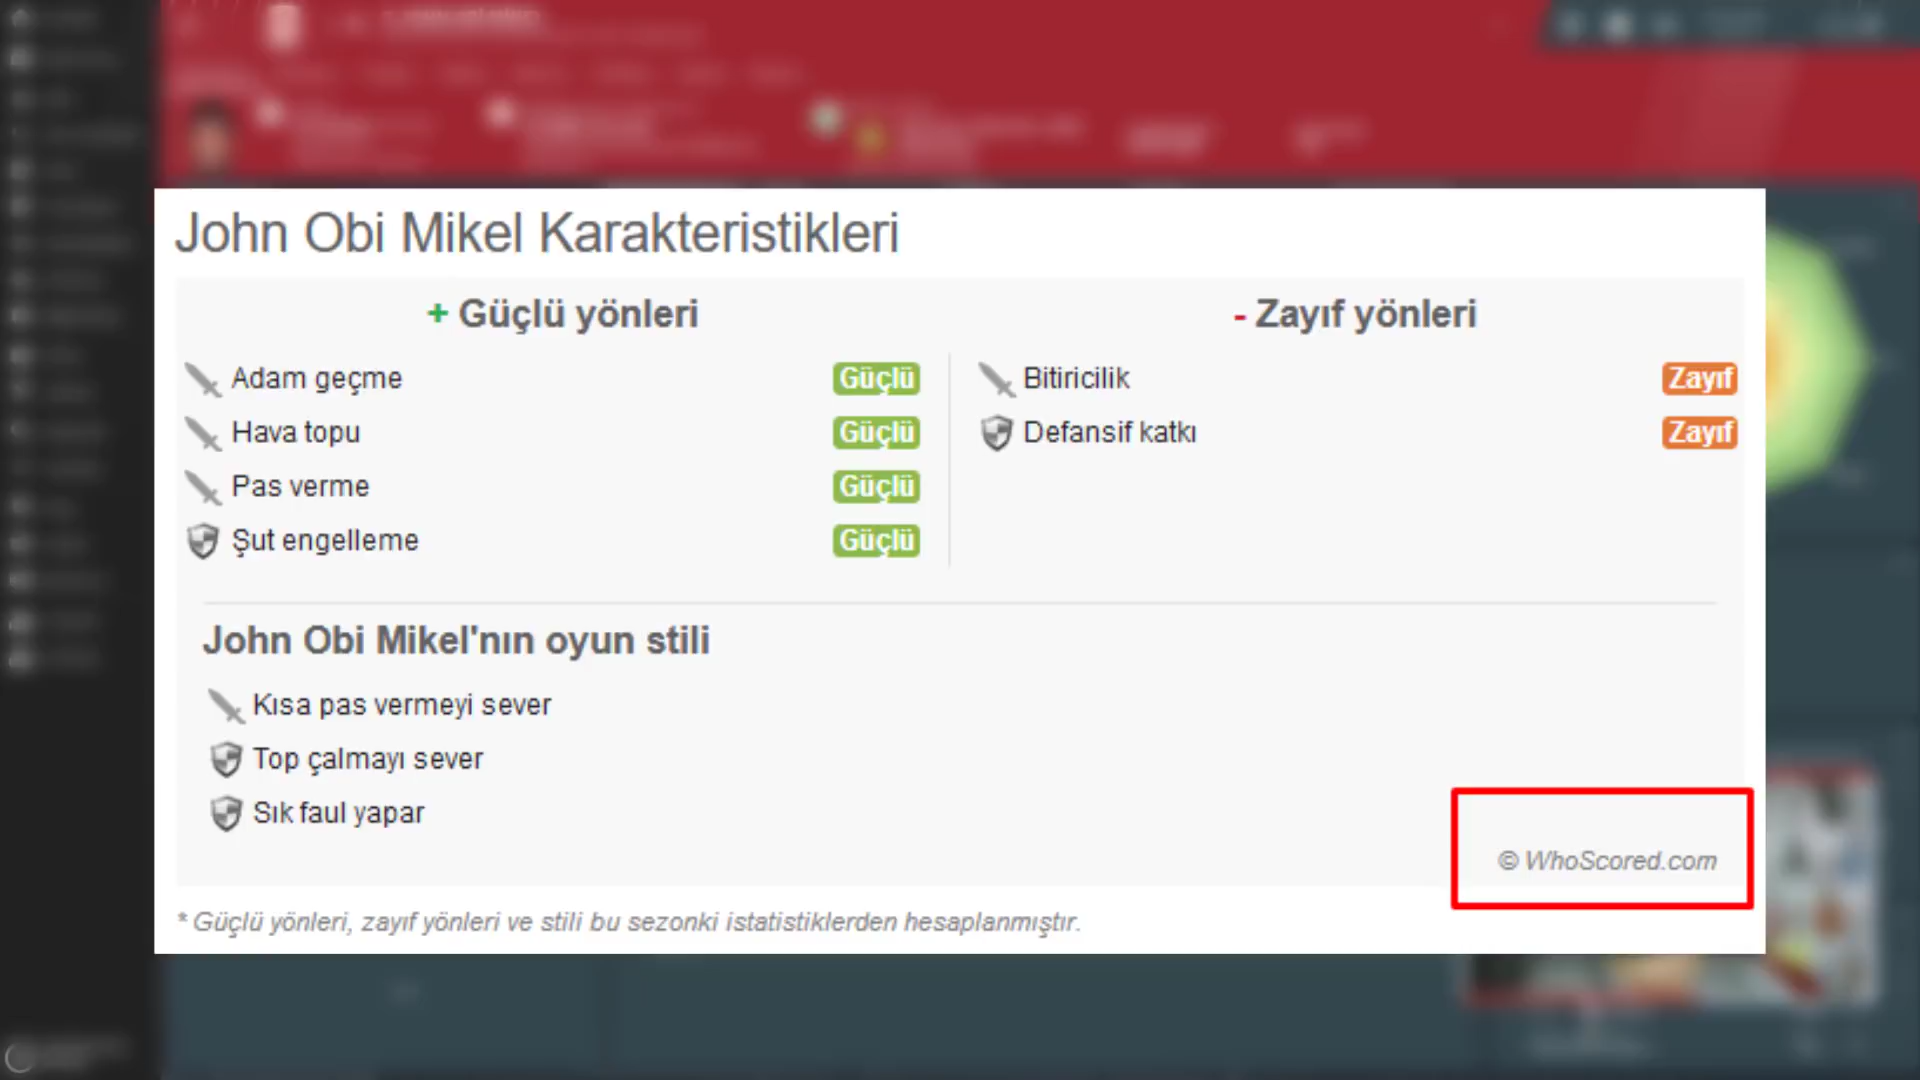 John Obi Mikel Karakteristikleri
+ Güçlü yönleri
Adam geçme Güçlü
Hava topu Güçlü
Pas verme Güçlü
Şut engelleme Güçlü
- Zayıf yönleri
Bitiricilik Zayıf
Defansif katkı Zayıf
John Obi Mikel'nın oyun stili
Kısa pas vermeyi sever
Top çalmayı sever
Sık faul yapar
© WhoScored.com
* Güçlü yönleri, zayıf yönleri ve stili bu sezonki istatistiklerden hesaplanmıştır.